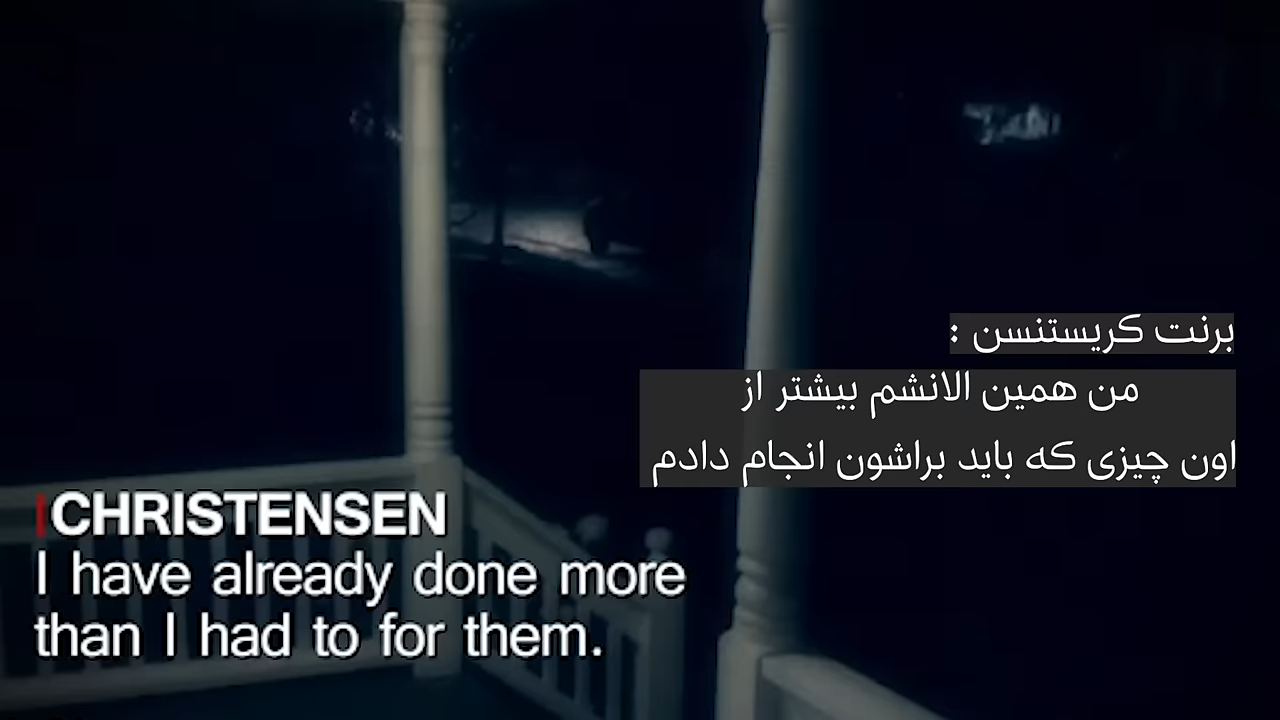 برنت کریستنسن :
من همین الانشم بیشتر از
اون چیزی که باید براشون انجام دادم
CHRISTENSEN
I have already done more
than I had to for them.